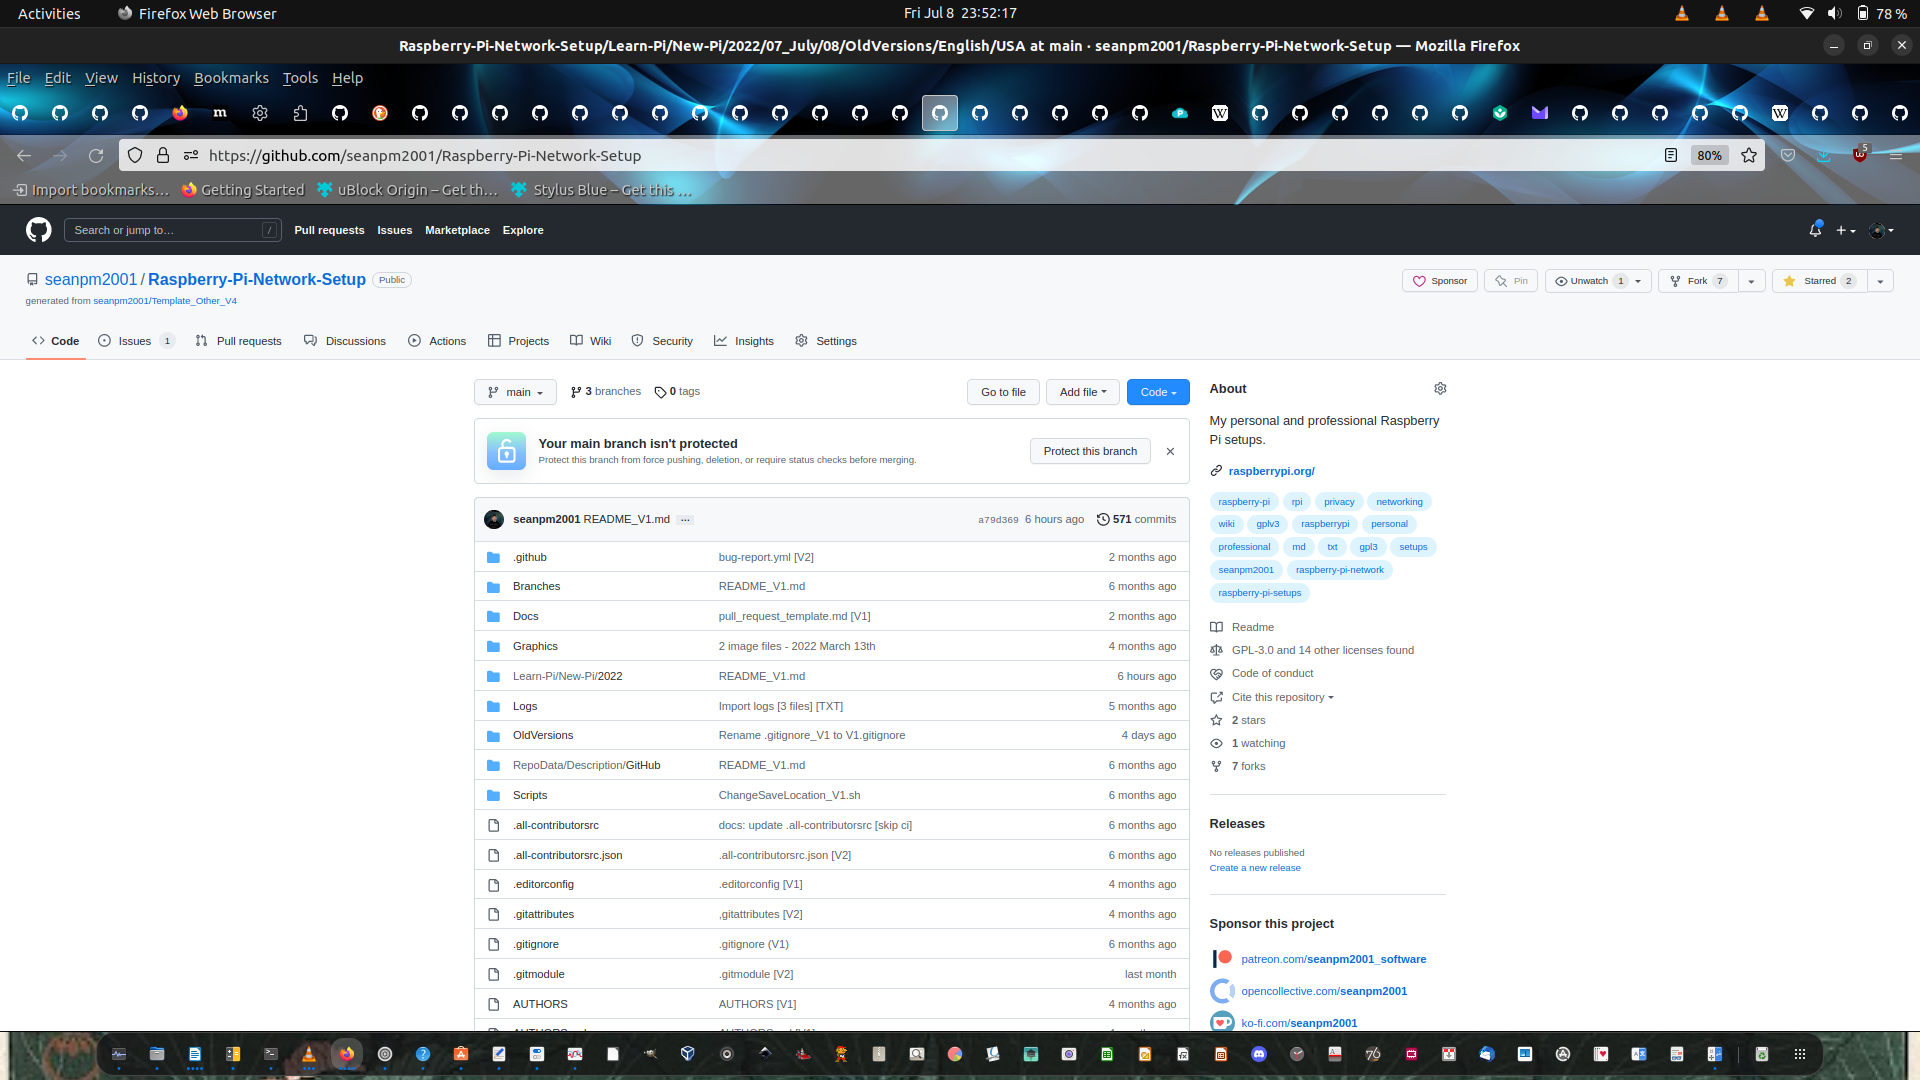 Activities
Firefox Web Browser
Fri Jul 8 23:52:17
78 %
Raspberry-Pi-Network-Setup/Learn-Pi/New-Pi/2022/07_July/08/OldVersions/English/USA at main · seanpm2001/Raspberry-Pi-Network-Setup — Mozilla Firefox
File Edit View History Bookmarks Tools Help
https://github.com/seanpm2001/Raspberry-Pi-Network-Setup
80%
5
Import bookmarks… Getting Started uBlock Origin – Get th… Stylus Blue – Get this …
Search or jump to… /
Pull requests Issues Marketplace Explore
seanpm2001 / Raspberry-Pi-Network-Setup Public
generated from seanpm2001/Template_Other_V4
Sponsor Pin Unwatch 1 Fork 7 Starred 2
Code Issues 1 Pull requests Discussions Actions Projects Wiki Security Insights Settings
main 3 branches 0 tags
Go to file Add file Code
Your main branch isn't protected
Protect this branch from force pushing, deletion, or require status checks before merging.
Protect this branch
seanpm2001 README_V1.md … a79d369 6 hours ago 571 commits
.github bug-report.yml [V2] 2 months ago
Branches README_V1.md 6 months ago
Docs pull_request_template.md [V1] 2 months ago
Graphics 2 image files - 2022 March 13th 4 months ago
Learn-Pi/New-Pi/2022 README_V1.md 6 hours ago
Logs Import logs [3 files] [TXT] 5 months ago
OldVersions Rename .gitignore_V1 to V1.gitignore 4 days ago
RepoData/Description/GitHub README_V1.md 6 months ago
Scripts ChangeSaveLocation_V1.sh 6 months ago
.all-contributorsrc docs: update .all-contributorsrc [skip ci] 6 months ago
.all-contributorsrc.json .all-contributorsrc.json [V2] 6 months ago
.editorconfig .editorconfig [V1] 4 months ago
.gitattributes ,gitattributes [V2] 4 months ago
.gitignore .gitignore (V1) 6 months ago
.gitmodule .gitmodule [V2] last month
AUTHORS AUTHORS [V1] 4 months ago
About
My personal and professional Raspberry
Pi setups.
raspberrypi.org/
raspberry-pi rpi privacy networking
wiki gplv3 raspberrypi personal
professional md txt gpl3 setups
seanpm2001 raspberry-pi-network
raspberry-pi-setups
Readme
GPL-3.0 and 14 other licenses found
Code of conduct
Cite this repository
2 stars
1 watching
7 forks
Releases
No releases published
Create a new release
Sponsor this project
patreon.com/seanpm2001_software
opencollective.com/seanpm2001
ko-fi.com/seanpm2001